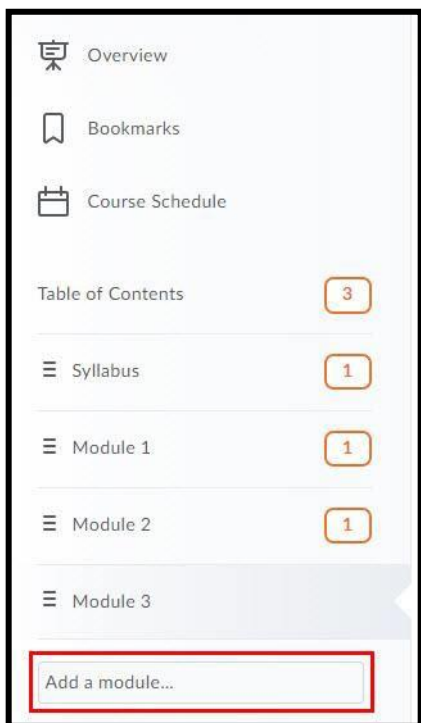 Overview
Bookmarks
Course Schedule
Table of Contents 3
Syllabus 1
Module 1 1
Module 2 1
Module 3
Add a module...